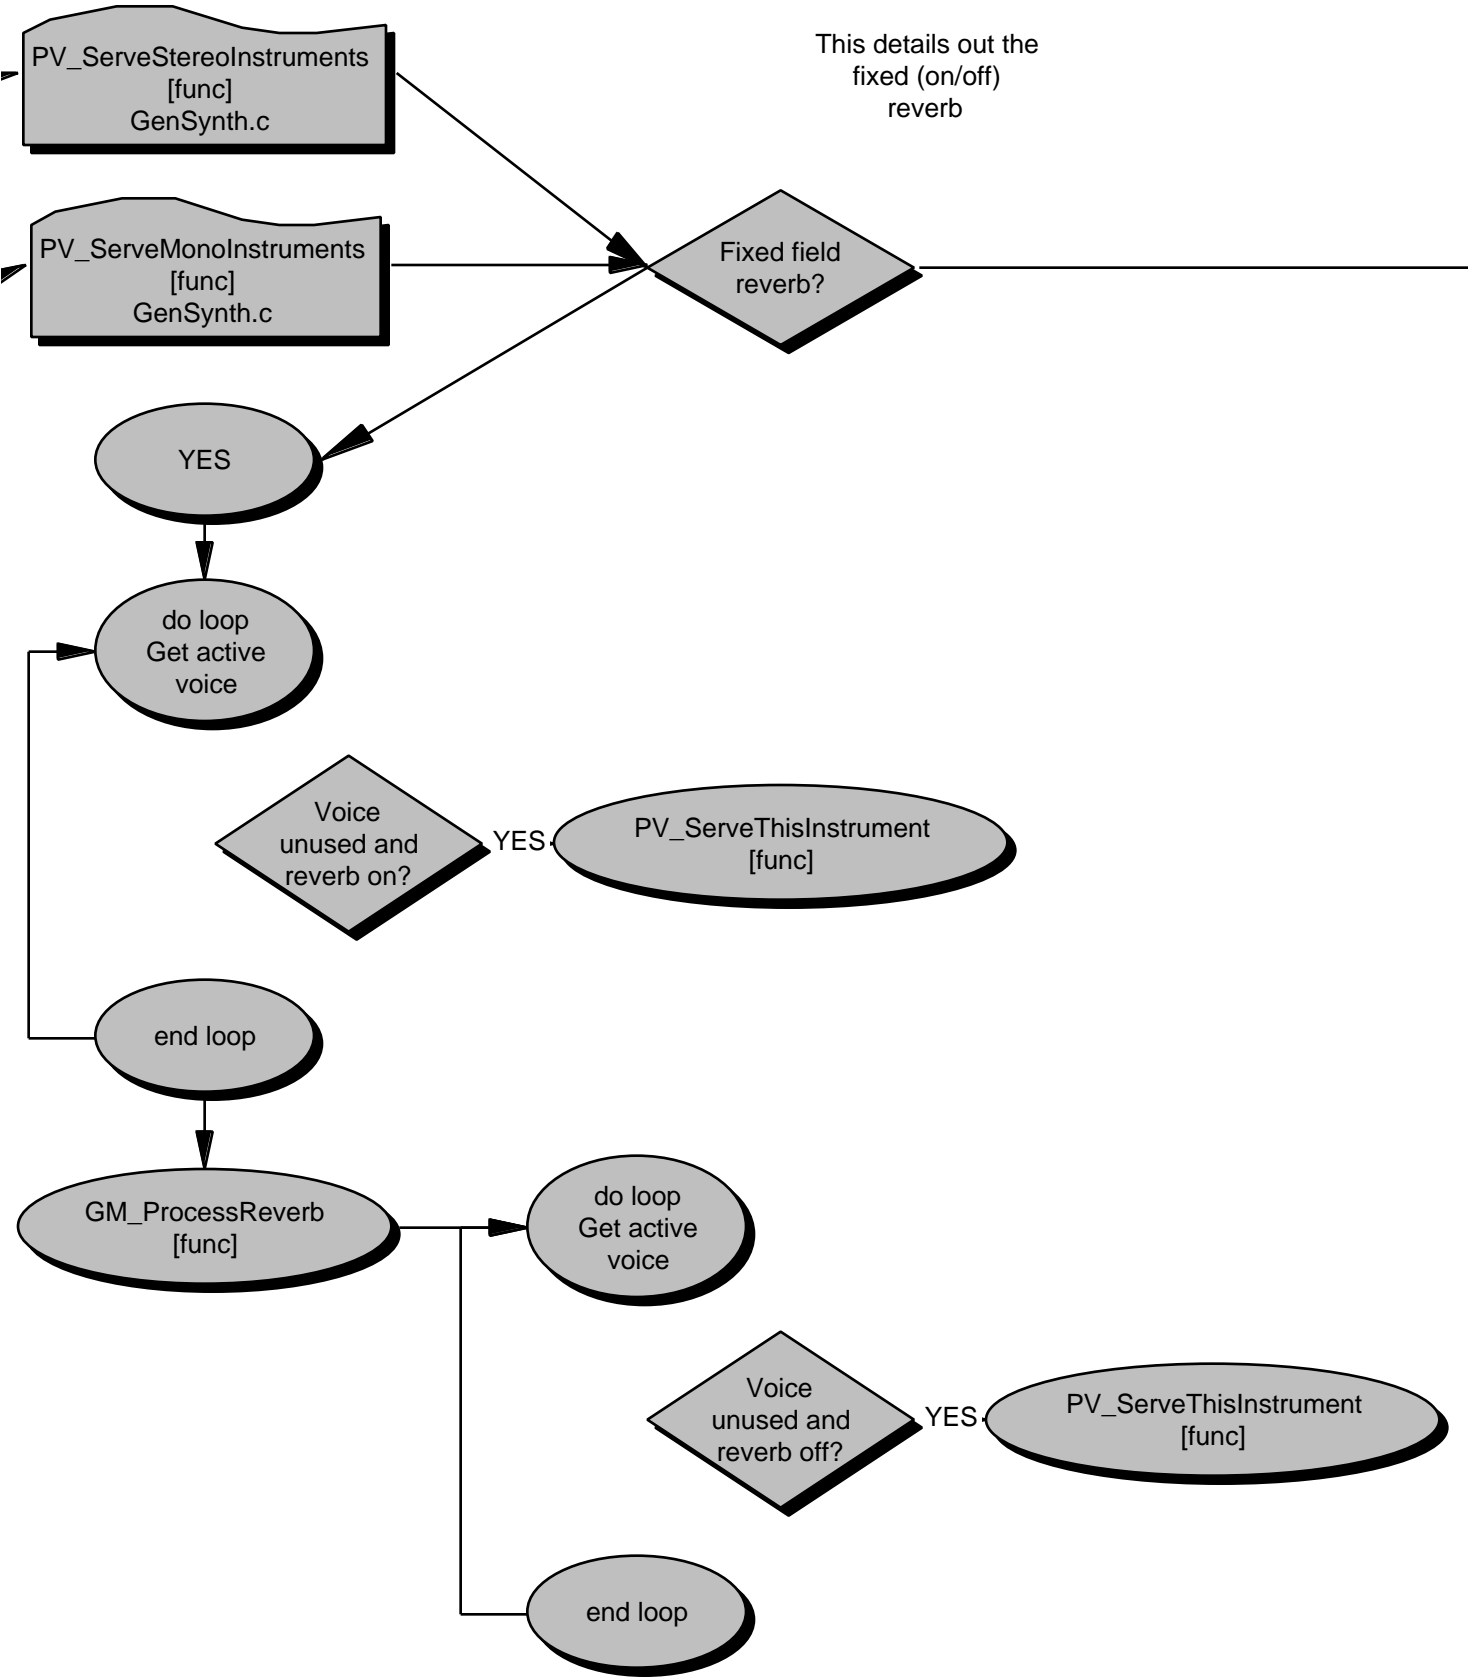 PV_ServeStereoInstruments
[func]
GenSynth.c
This details out the
fixed (on/off)
reverb
PV_ServeMonoInstruments
[func]
GenSynth.c
Fixed field
reverb?
YES
do loop
Get active
voice
Voice
unused and
reverb on?
YES
PV_ServeThisInstrument
[func]
end loop
GM_ProcessReverb
[func]
do loop
Get active
voice
Voice
unused and
reverb off?
YES
PV_ServeThisInstrument
[func]
end loop